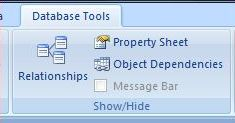 Database Tools
Relationships
Property Sheet
Object Dependencies
Message Bar
Show/Hide